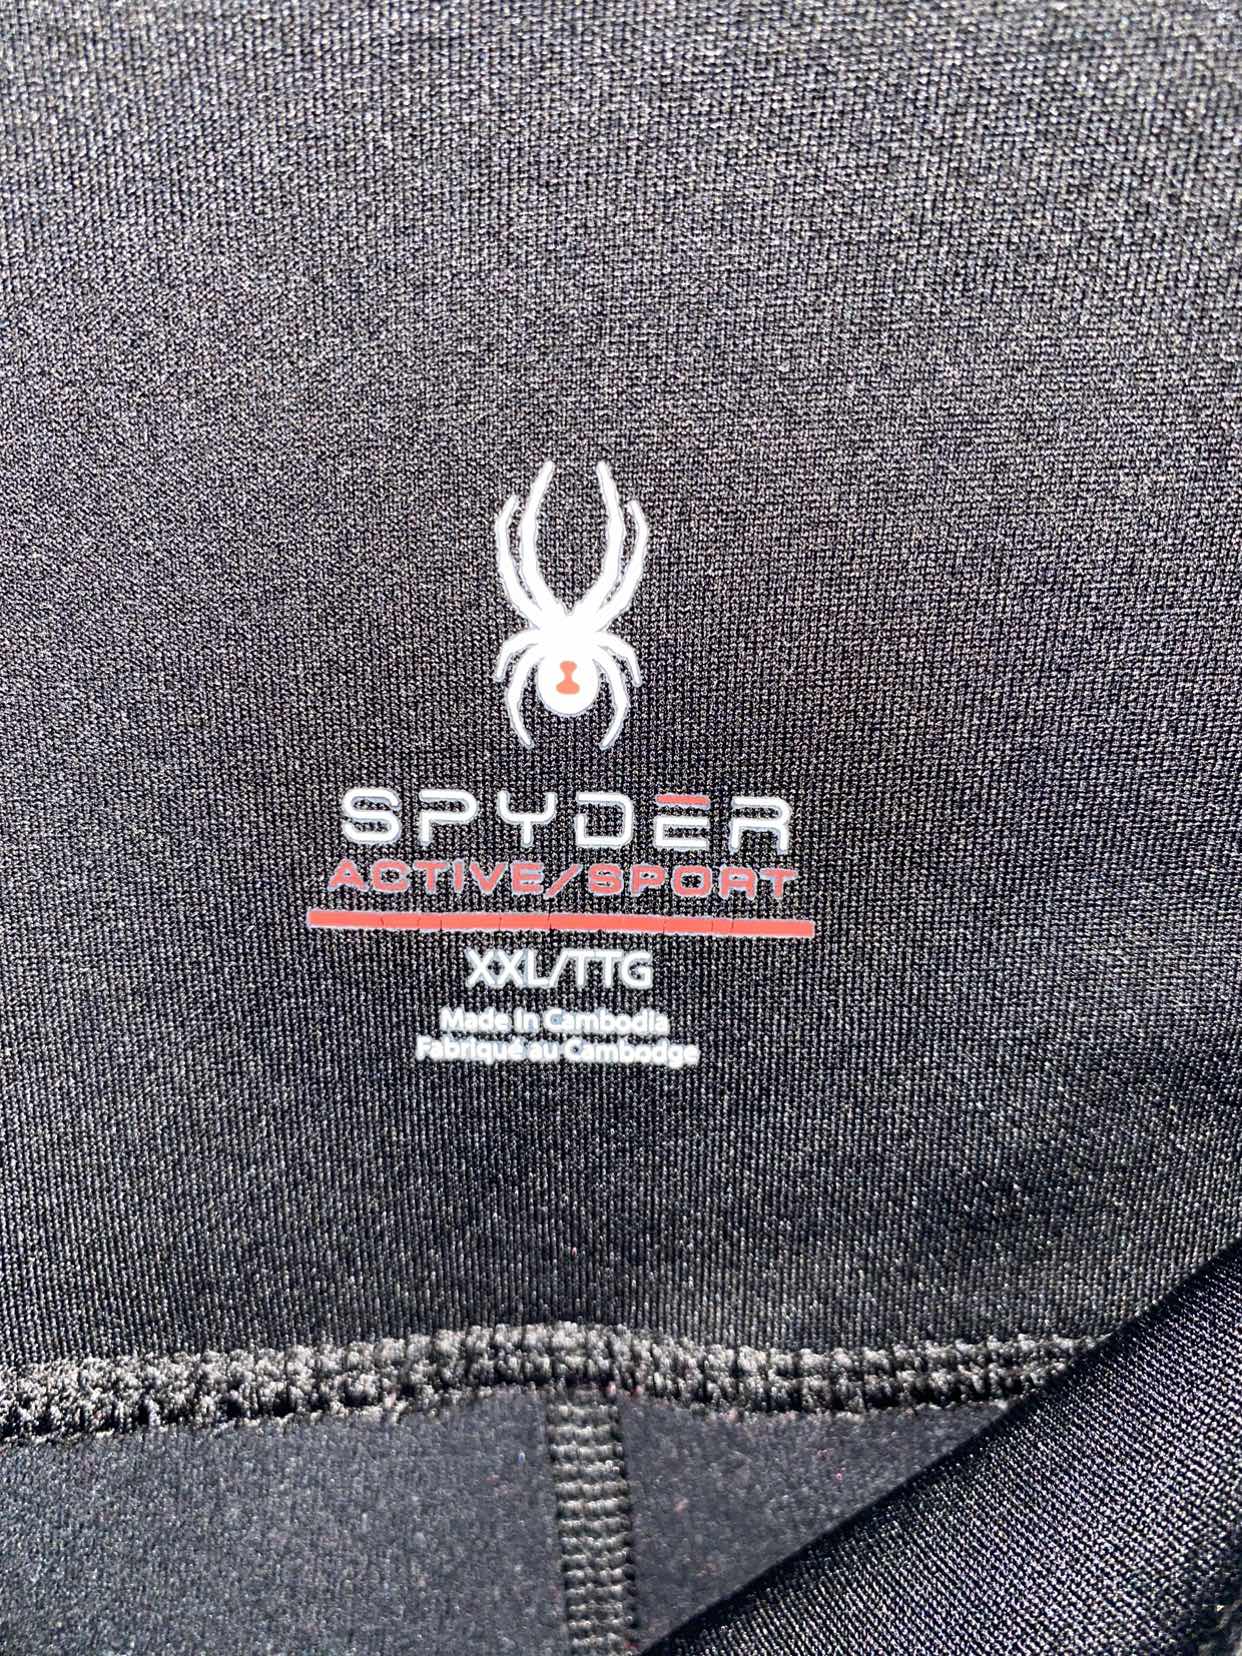 SPYDER
ACTIVE/SPORT
XXL/TTG
Made in Cambodia
Fabriqué au Cambodge